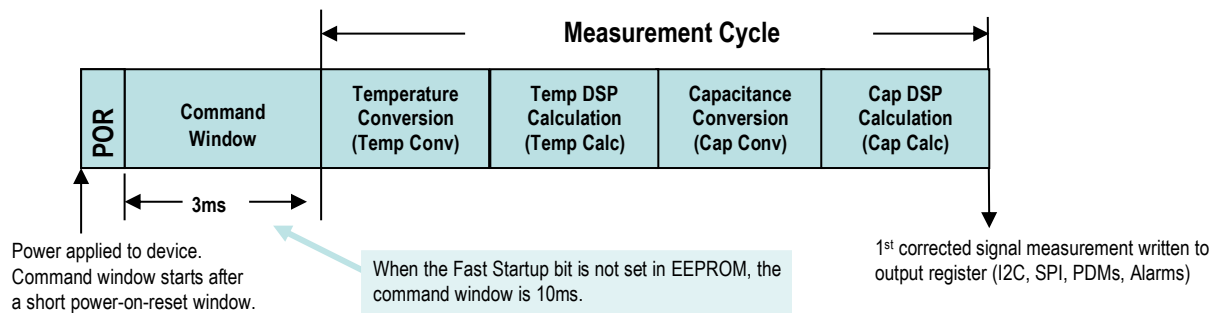 Measurement Cycle
POR
Command
Window
Temperature
Conversion
(Temp Conv)
Temp DSP
Calculation
(Temp Calc)
Capacitance
Conversion
(Cap Conv)
Cap DSP
Calculation
(Cap Calc)
3ms
Power applied to device.
Command window starts after
a short power-on-reset window.
When the Fast Startup bit is not set in EEPROM, the
command window is 10ms.
1st corrected signal measurement written to
output register (I2C, SPI, PDMs, Alarms)